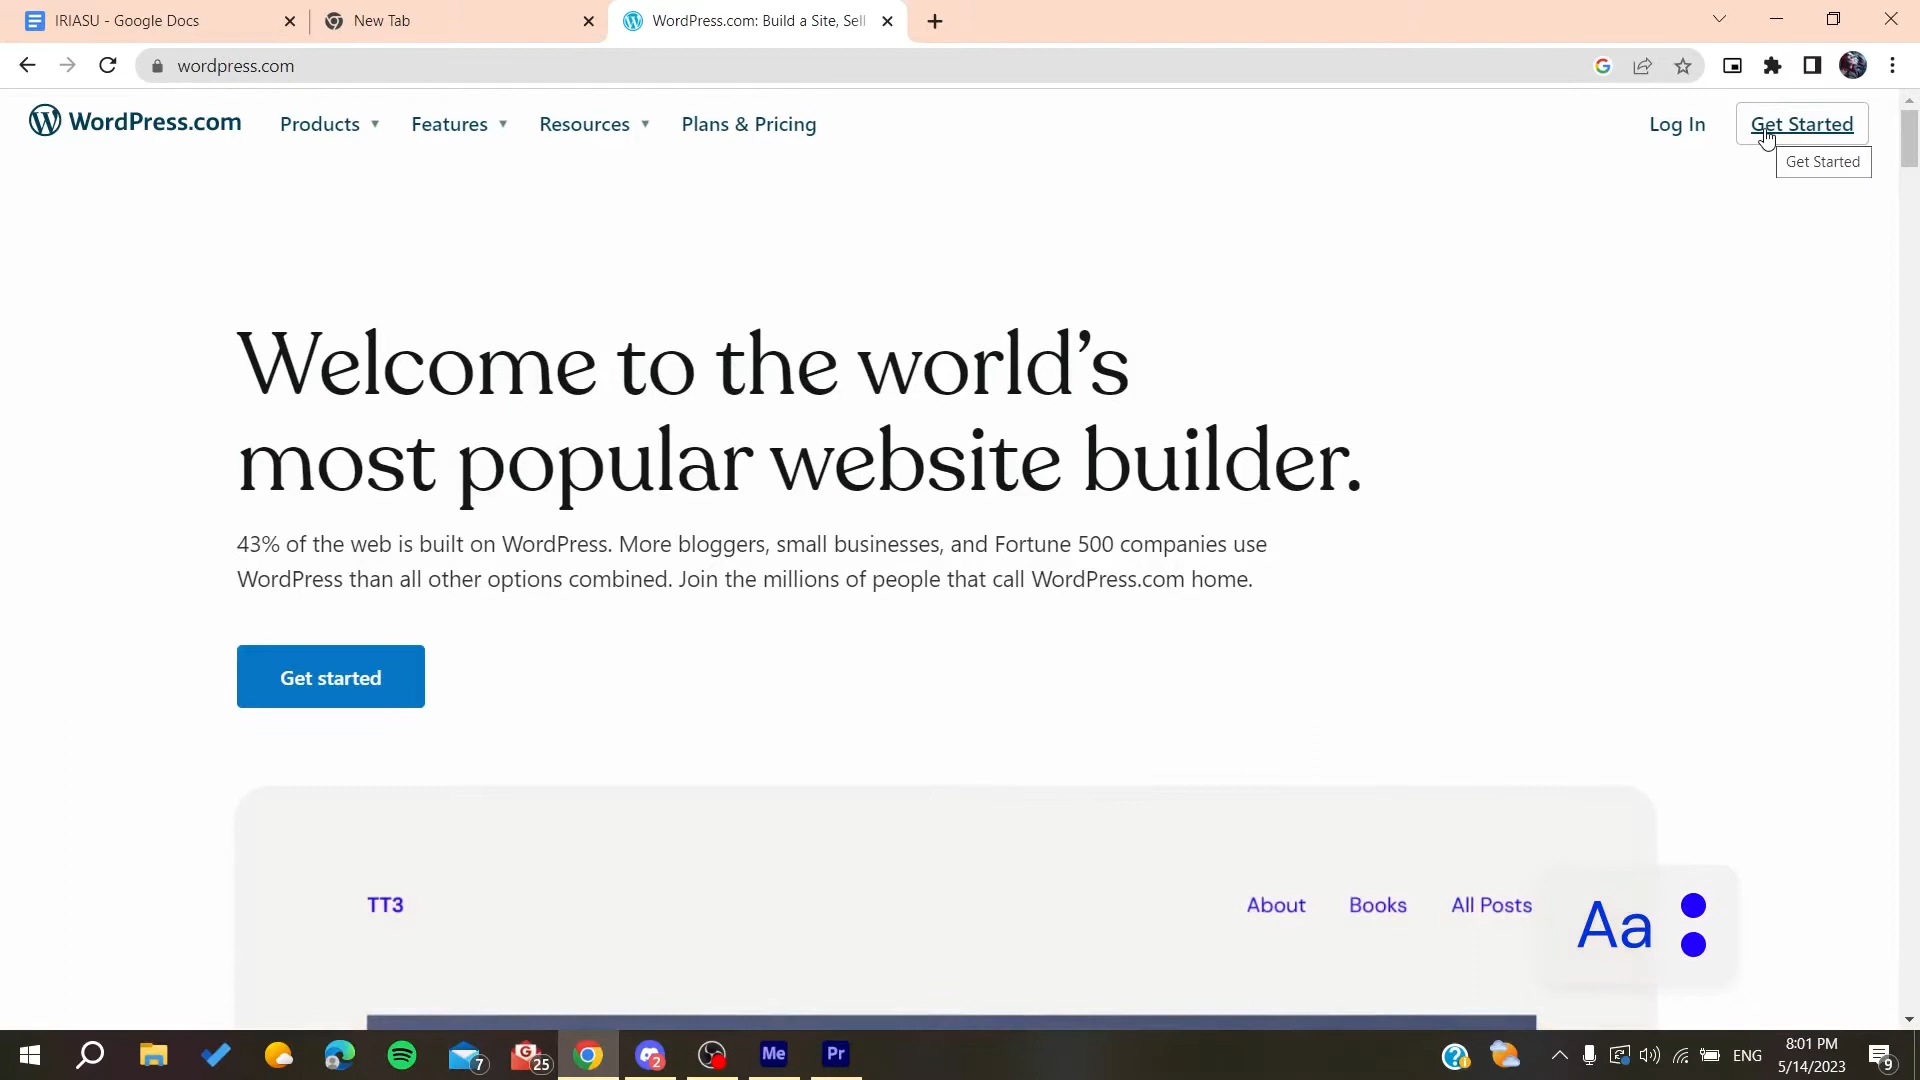 IRIASU - Google Docs
New Tab
WordPress.com: Build a Site, Sell
wordpress.com
WordPress.com
Products
Features
Resources
Plans & Pricing
Log In
Get Started
Get Started
Welcome to the world's
most popular website builder.
43% of the web is built on WordPress. More bloggers, small businesses, and Fortune 500 companies use
WordPress than all other options combined. Join the millions of people that call WordPress.com home.
Get started
TT3
About
Books
All Posts
Aa
7
25
2
Me
Pr
ENG
8:01 PM
5/14/2023
9